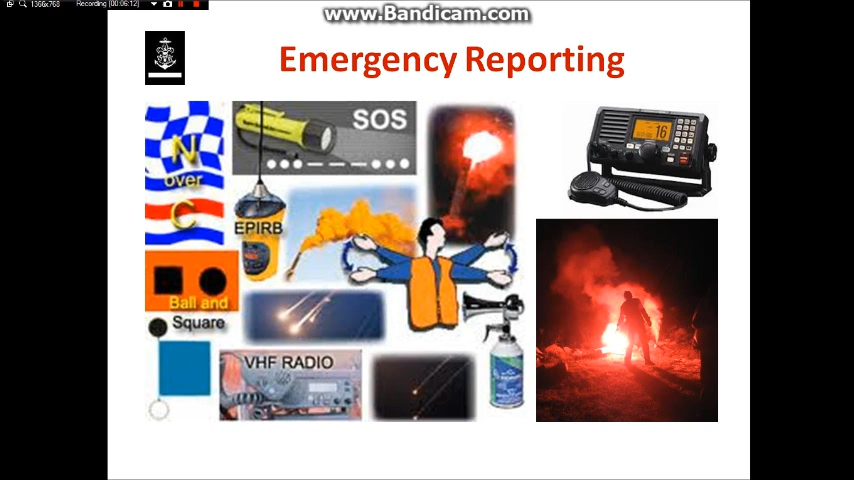 1366x768
Recording [00:06:12]
www.Bandicam.com
Emergency Reporting
N
over
C
SOS
EPIRB
16
Ball and
Square
VHF RADIO